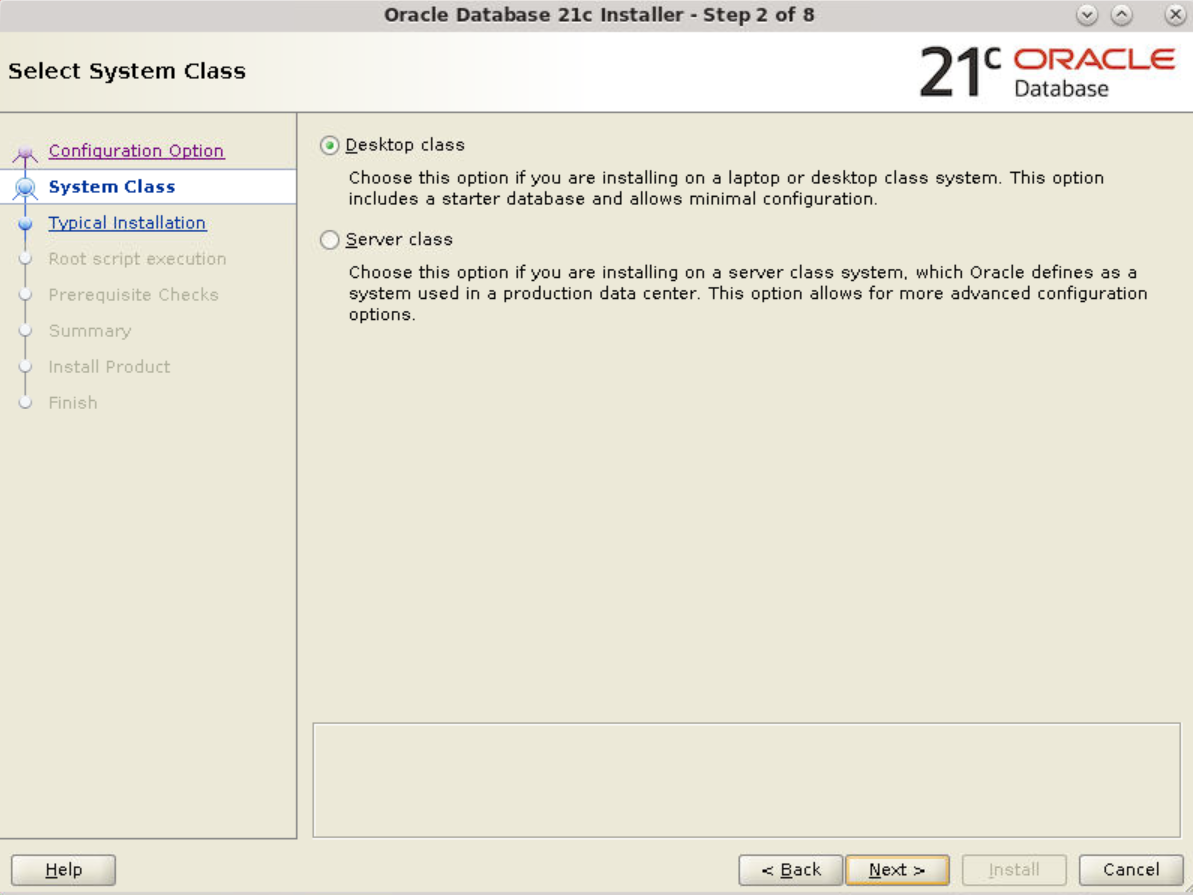 Oracle Database 21c Installer - Step 2 of 8
Select System Class
21c ORACLE
Database
Configuration Option
System Class
Typical Installation
Root script execution
Prerequisite Checks
Summary
Install Product
Finish
Desktop class
Choose this option if you are installing on a laptop or desktop class system. This option
includes a starter database and allows minimal configuration.
Server class
Choose this option if you are installing on a server class system, which Oracle defines as a
system used in a production data center. This option allows for more advanced configuration
options.
Help
< Back
Next >
Install
Cancel